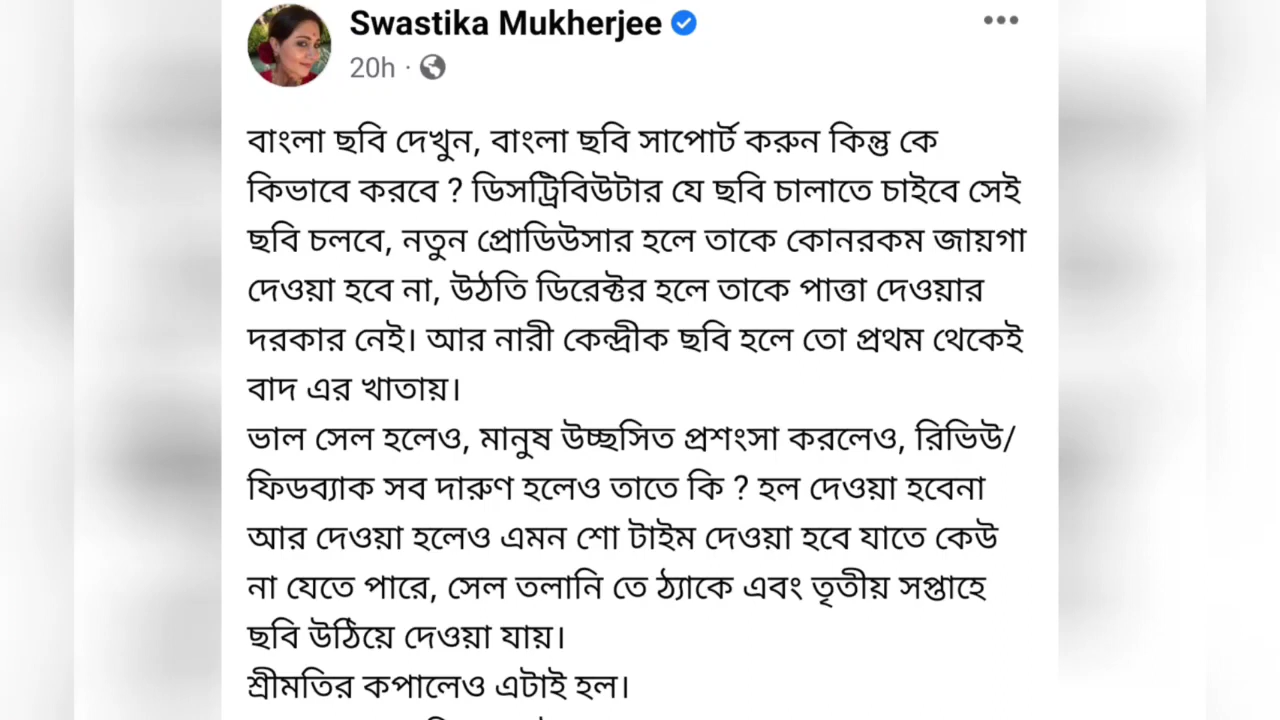 Swastika Mukherjee
20h ·
বাংলা ছবি দেখুন, বাংলা ছবি সাপোর্ট করুন কিন্তু কে
কিভাবে করবে ? ডিসট্রিবিউটার যে ছবি চালাতে চাইবে সেই
ছবি চলবে, নতুন প্রোডিউসার হলে তাকে কোনরকম জায়গা
দেওয়া হবে না, উঠতি ডিরেক্টর হলে তাকে পাত্তা দেওয়ার
দরকার নেই। আর নারী কেন্দ্রীক ছবি হলে তো প্রথম থেকেই
বাদ এর খাতায়।
ভাল সেল হলেও, মানুষ উচ্ছসিত প্রশংসা করলেও, রিভিউ/
ফিডব্যাক সব দারুণ হলেও তাতে কি ? হল দেওয়া হবেনা
আর দেওয়া হলেও এমন শো টাইম দেওয়া হবে যাতে কেউ
না যেতে পারে, সেল তলানি তে ঠ্যাকে এবং তৃতীয় সপ্তাহে
ছবি উঠিয়ে দেওয়া যায়।
শ্রীমতির কপালেও এটাই হল।